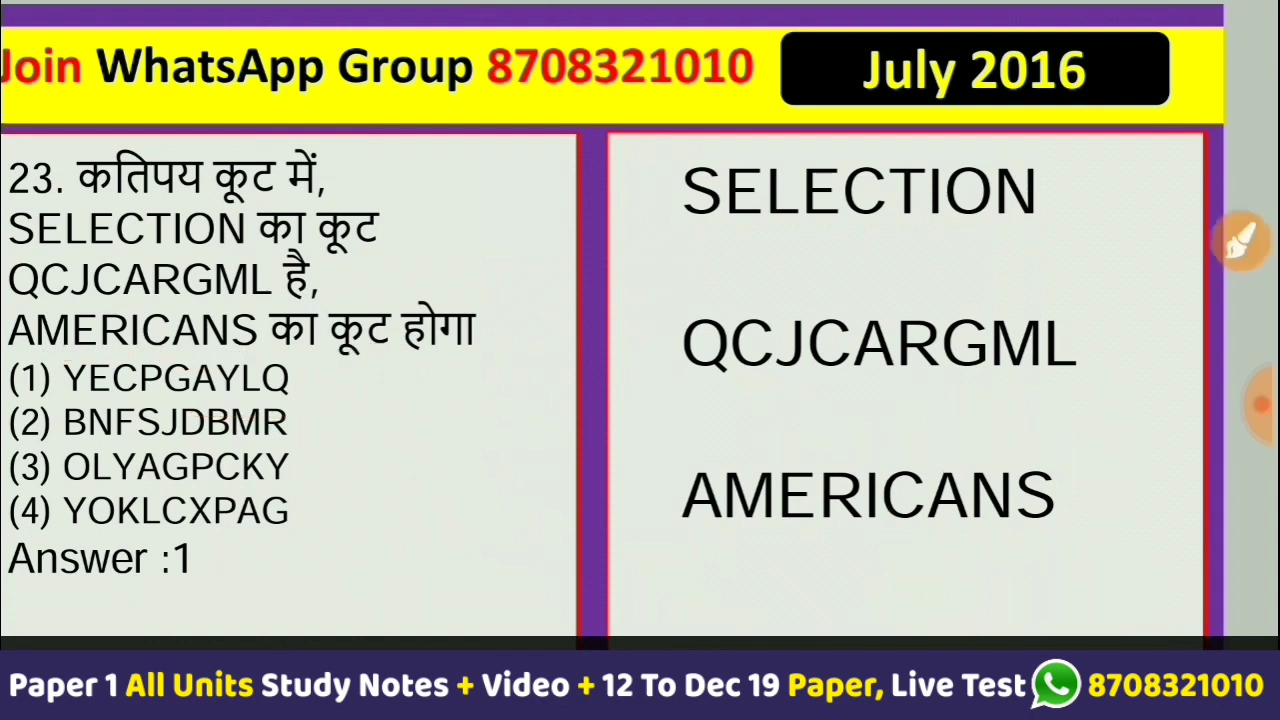 Join WhatsApp Group 8708321010
July 2016
23. कतिपय कूट में,
SELECTION का कूट
QCJCARGML है,
AMERICANS का कूट होगा
(1) YECPGAYLQ
(2) BNFSJDBMR
(3) OLYAGPCKY
(4) YOKLCXPAG
Answer :1
SELECTION
QCJCARGML
AMERICANS
Paper 1 All Units Study Notes + Video + 12 To Dec 19 Paper, Live Test 8708321010